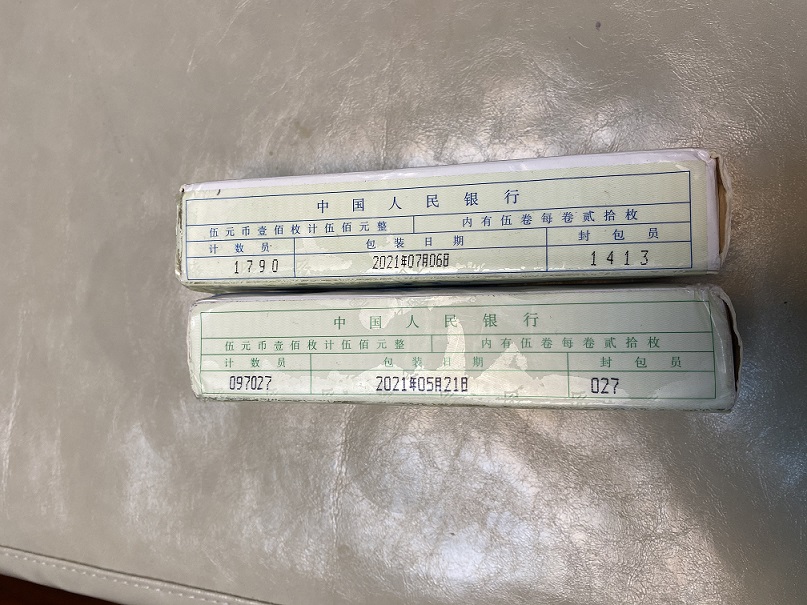 中国人民银行
伍元币壹佰枚计伍佰元整 内有伍卷每卷贰拾枚
计数员 包装日期 封包员
1790 2021年07月06日 1413
中国人民银行
伍元币壹佰枚计伍佰元整 内有伍卷每卷贰拾枚
计数员 包装日期 封包员
097027 2021年05月21日 027